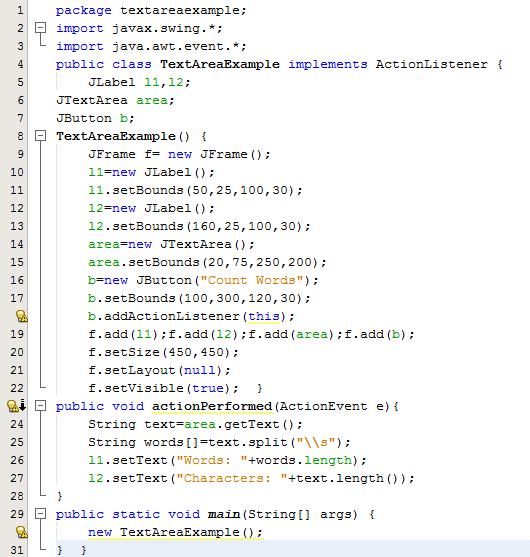 1 package textareaexample;
2 import javax.swing.*;
3 import java.awt.event.*;
4 public class TextAreaExample implements ActionListener {
5 JLabel l1,l2;
6 JTextArea area;
7 JButton b;
8 TextAreaExample() {
9 JFrame f= new JFrame();
10 l1=new JLabel();
11 l1.setBounds(50,25,100,30);
12 l2=new JLabel();
13 l2.setBounds(160,25,100,30);
14 area=new JTextArea();
15 area.setBounds(20,75,250,200);
16 b=new JButton("Count Words");
17 b.setBounds(100,300,120,30);
b.addActionListener(this);
19 f.add(l1);f.add(l2);f.add(area);f.add(b);
20 f.setSize(450,450);
21 f.setLayout(null);
22 f.setVisible(true); }
public void actionPerformed(ActionEvent e){
24 String text=area.getText();
25 String words[]=text.split("\\s");
26 l1.setText("Words: "+words.length);
27 l2.setText("Characters: "+text.length());
28 }
29 public static void main(String[] args) {
new TextAreaExample();
31 } }